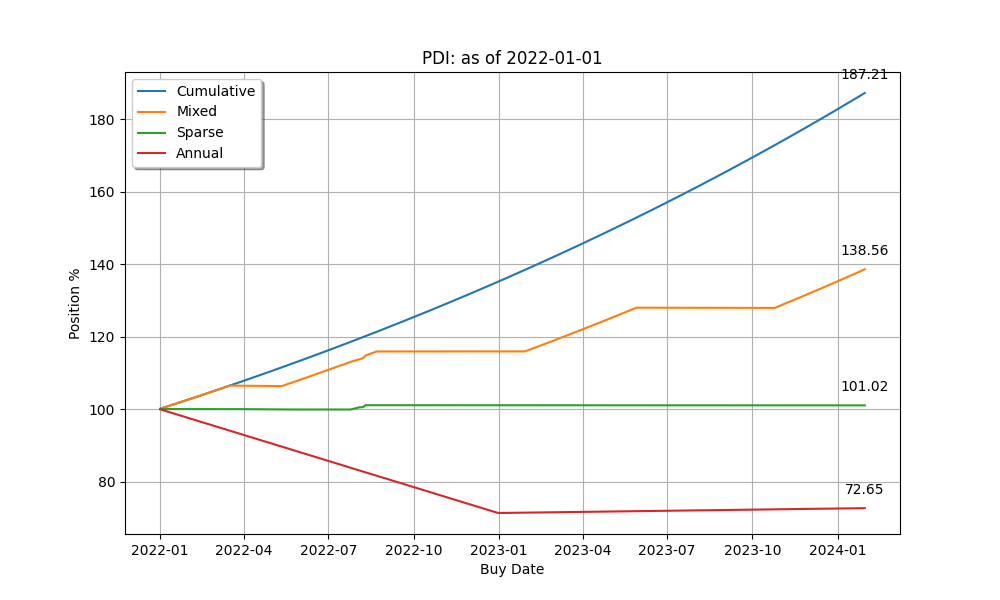 PDI: as of 2022-01-01
187.21
Cumulative
Mixed
Sparse
Annual
180
160
140
120
100
80
138.56
101.02
72.65
Position %
2022-01 2022-04 2022-07 2022-10 2023-01 2023-04 2023-07 2023-10 2024-01
Buy Date